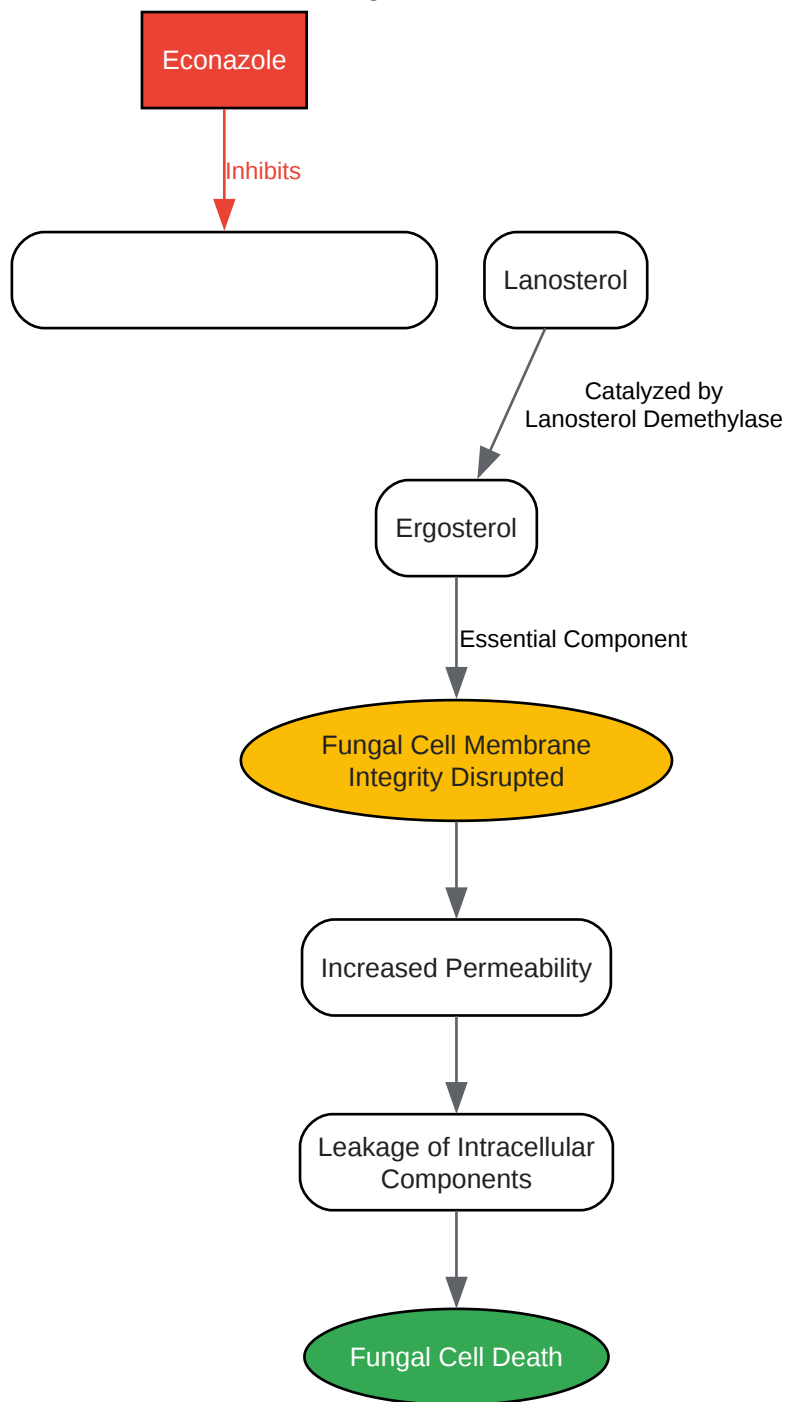 Econazole
Inhibits
Lanosterol
Catalyzed by
Lanosterol Demethylase
Ergosterol
Essential Component
Fungal Cell Membrane
Integrity Disrupted
Increased Permeability
Leakage of Intracellular
Components
Fungal Cell Death